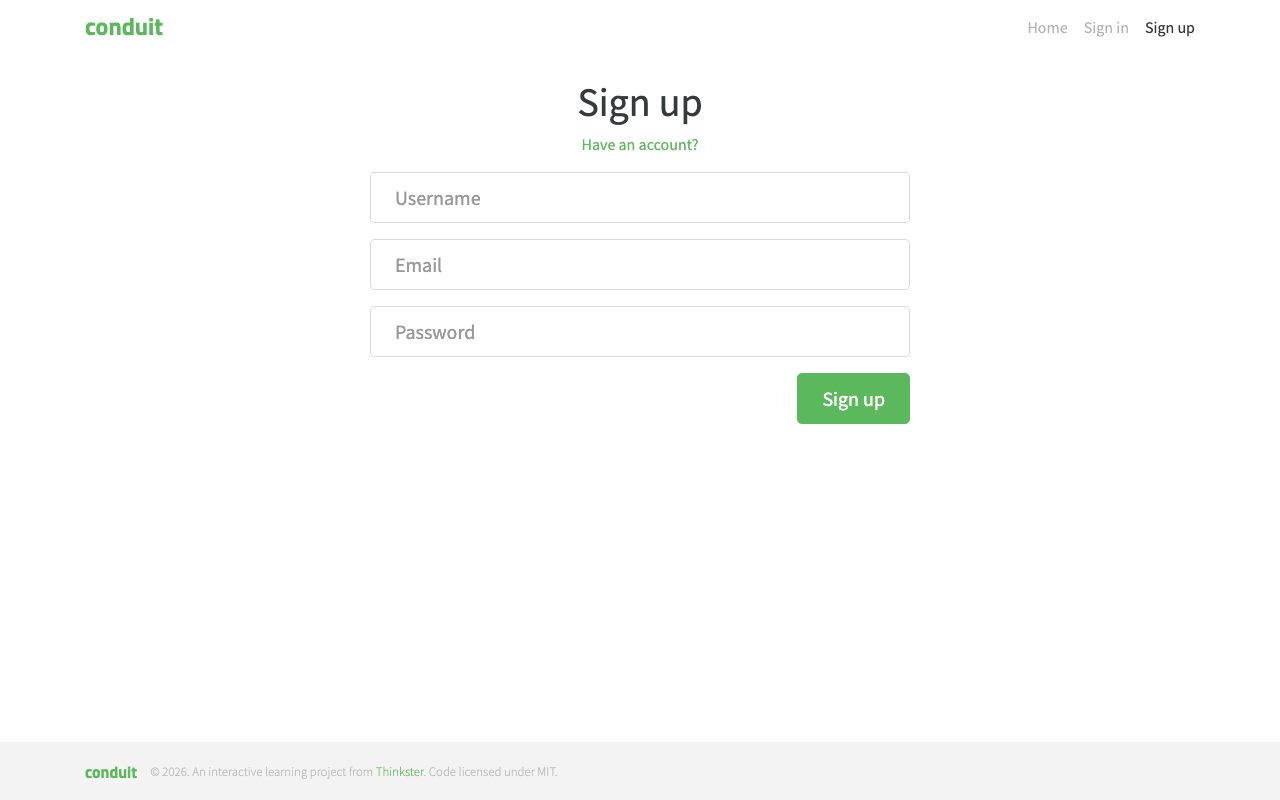 conduit
Home Sign in Sign up
Sign up
Have an account?
Username
Email
Password
Sign up
conduit © 2026. An interactive learning project from Thinkster. Code licensed under MIT.